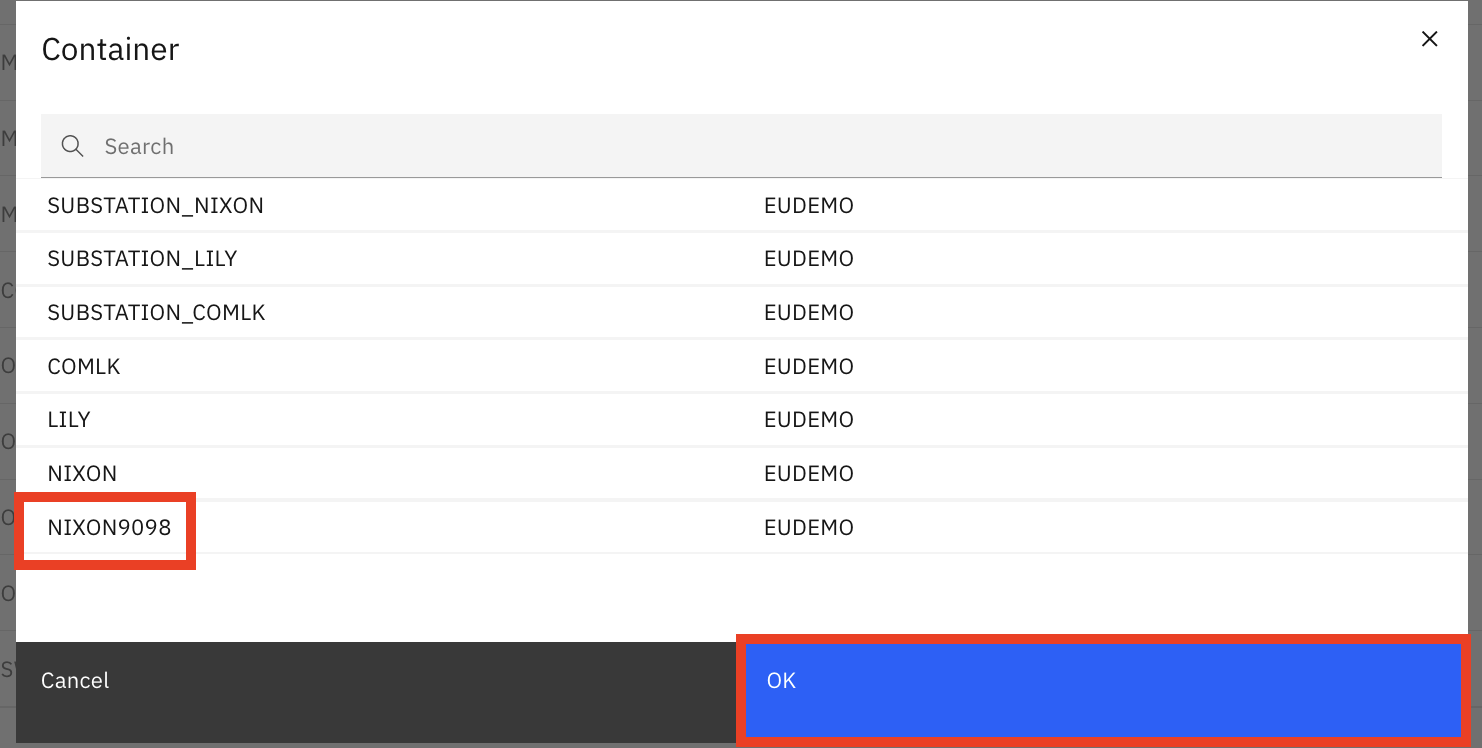 Container
Search
SUBSTATION_NIXON EUDEMO
SUBSTATION_LILY EUDEMO
SUBSTATION_COMLK EUDEMO
COMLK EUDEMO
LILY EUDEMO
NIXON EUDEMO
NIXON9098 EUDEMO
Cancel OK